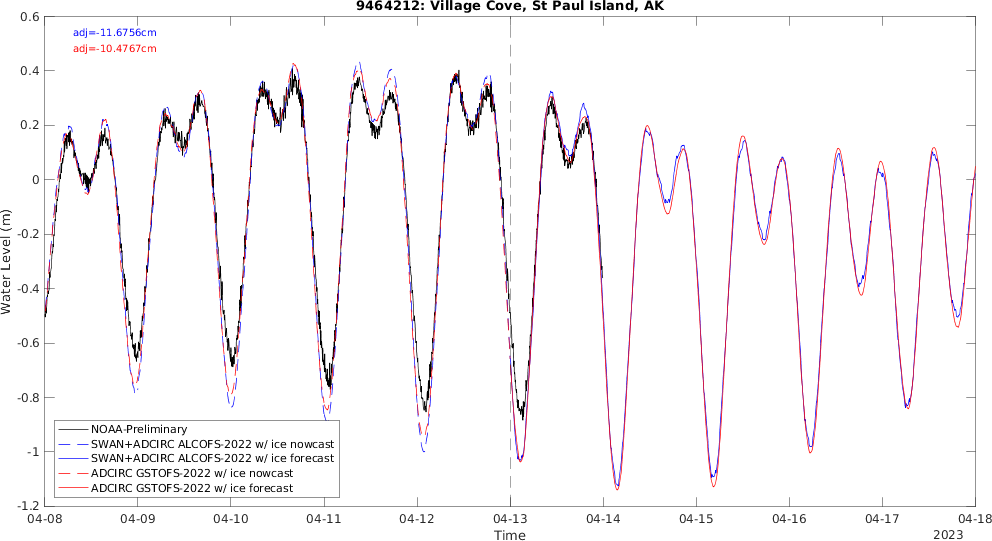 9464212: Village Cove, St Paul Island, AK
adj=-11.6756cm
adj=-10.4767cm
0.6
0.4
0.2
0
-0.2
-0.4
-0.6
-0.8
-1
-1.2
Water Level (m)
NOAA-Preliminary
SWAN+ADCIRC ALCOFS-2022 w/ ice nowcast
SWAN+ADCIRC ALCOFS-2022 w/ ice forecast
ADCIRC GSTOFS-2022 w/ ice nowcast
ADCIRC GSTOFS-2022 w/ ice forecast
04-08 04-09 04-10 04-11 04-12 04-13 04-14 04-15 04-16 04-17 04-18
Time
2023